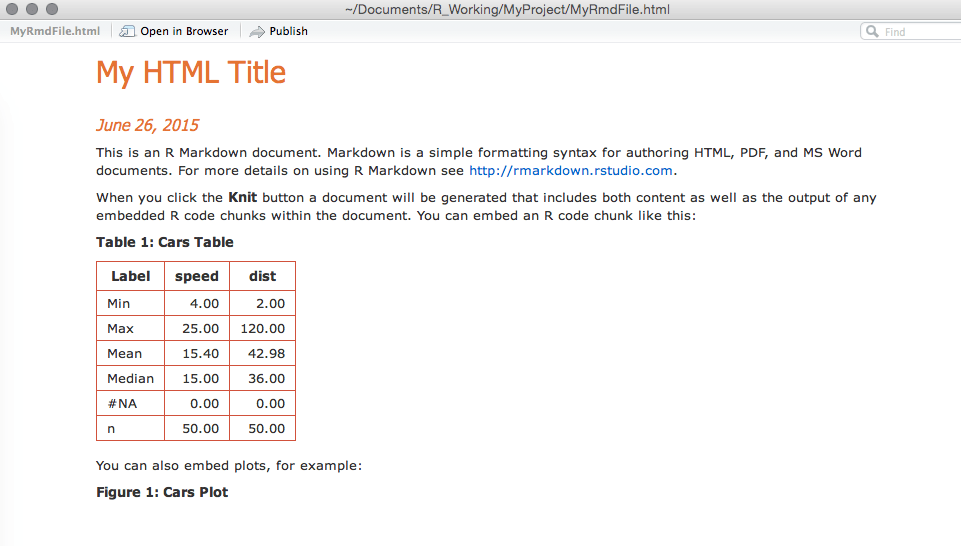 ~/Documents/R_Working/MyProject/MyRmdFile.html
MyRmdFile.html Open in Browser Publish Find
My HTML Title
June 26, 2015
This is an R Markdown document. Markdown is a simple formatting syntax for authoring HTML, PDF, and MS Word
documents. For more details on using R Markdown see http://rmarkdown.rstudio.com.
When you click the Knit button a document will be generated that includes both content as well as the output of any
embedded R code chunks within the document. You can embed an R code chunk like this:
Table 1: Cars Table
Label speed dist
Min 4.00 2.00
Max 25.00 120.00
Mean 15.40 42.98
Median 15.00 36.00
#NA 0.00 0.00
n 50.00 50.00
You can also embed plots, for example:
Figure 1: Cars Plot